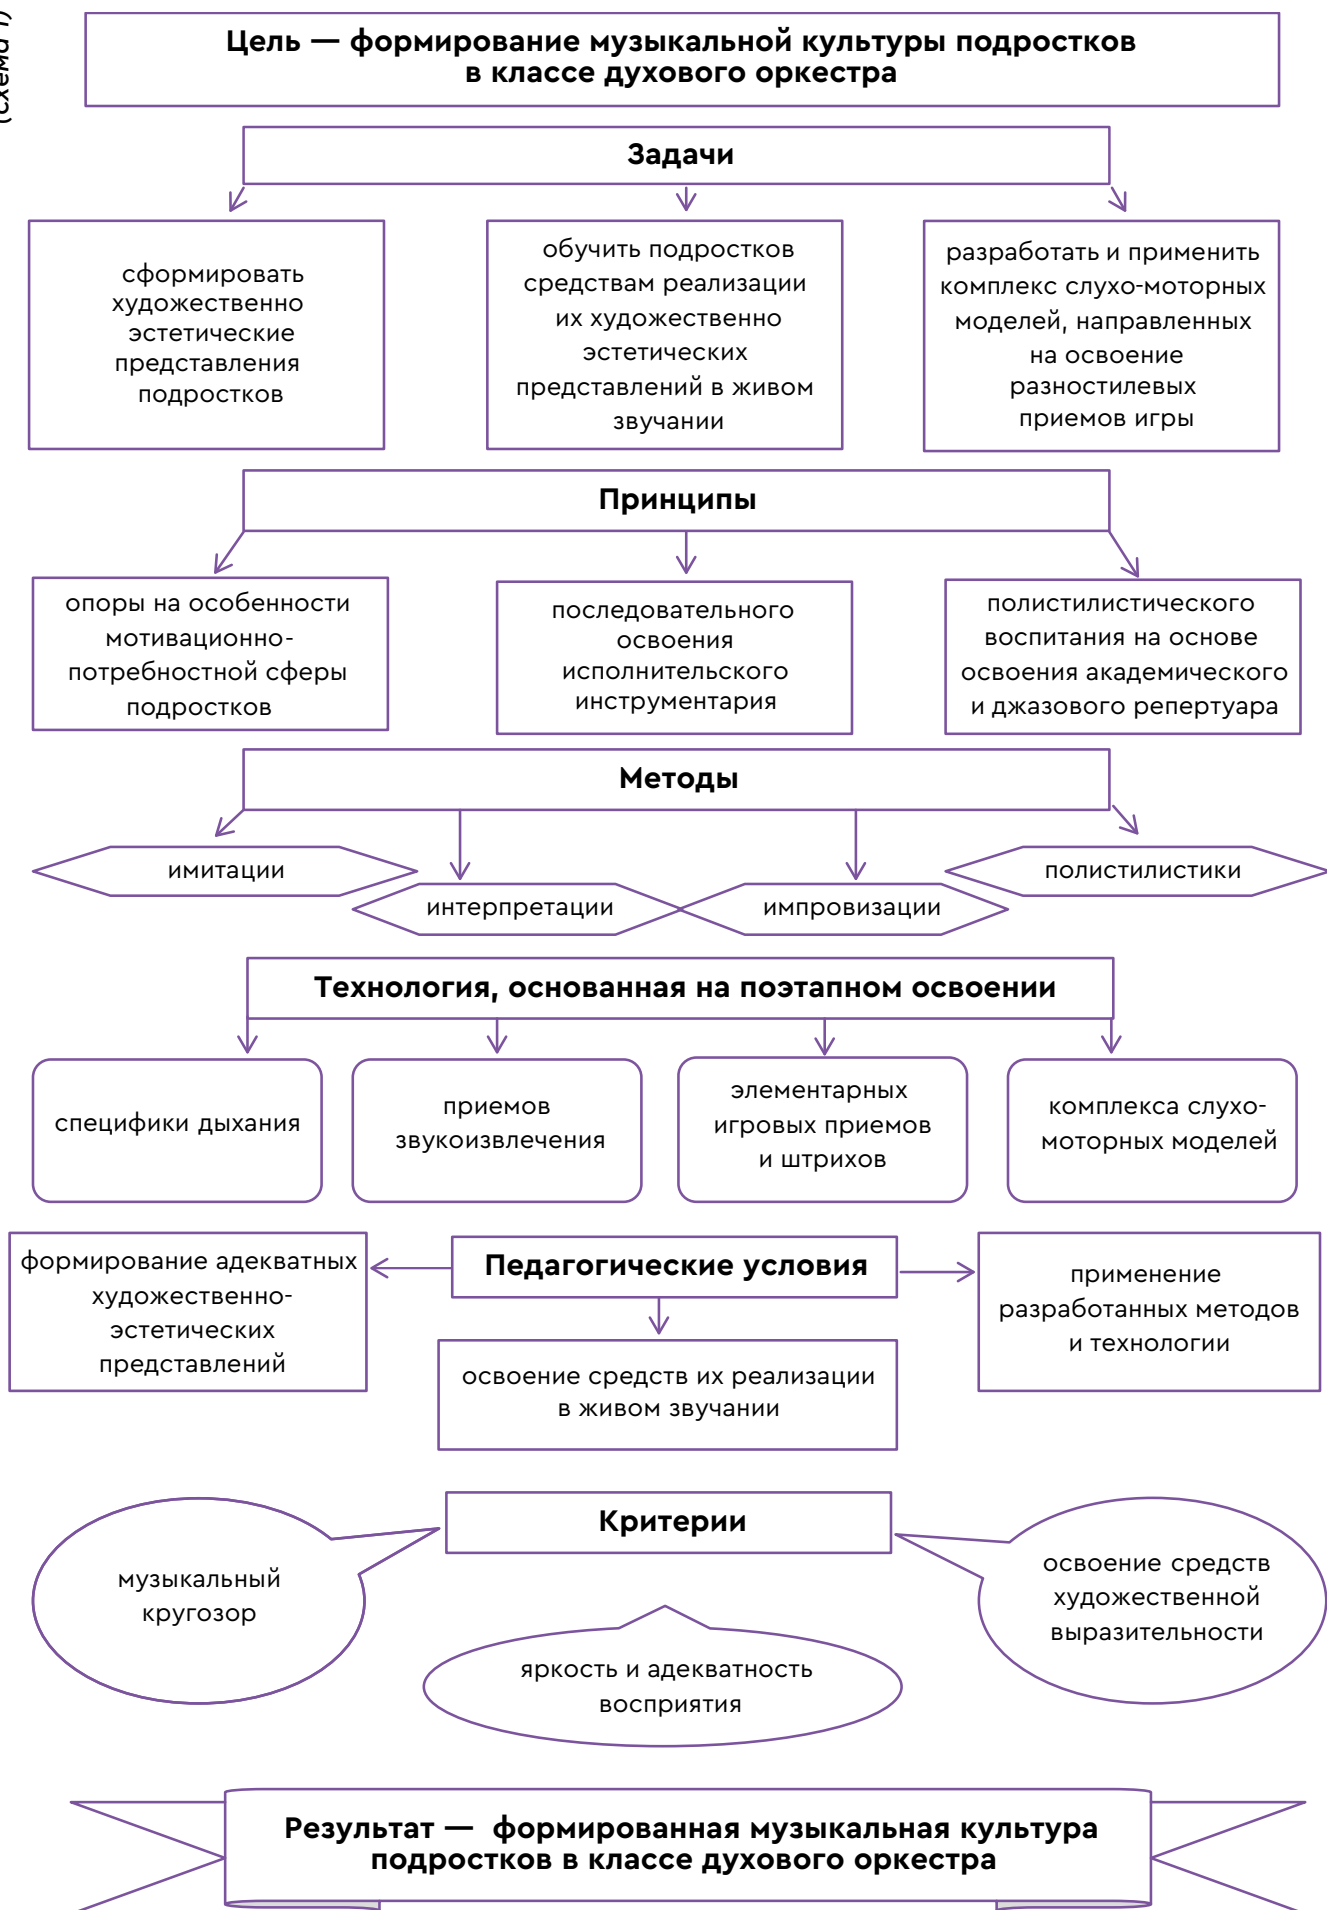 (схема 1)
Цель — формирование музыкальной культуры подростков
в классе духового оркестра
Задачи
сформировать
художественно
эстетические
представления
подростков
обучить подростков
средствам реализации
их художественно
эстетических
представлений в живом
звучании
разработать и применить
комплекс слухо-моторных
моделей, направленных
на освоение
разностилевых
приемов игры
Принципы
опоры на особенности
мотивационно-
потребностной сферы
подростков
последовательного
освоения
исполнительского
инструментария
полистилистического
воспитания на основе
освоения академического
и джазового репертуара
Методы
имитации
интерпретации
импровизации
полистилистики
Технология, основанная на поэтапном освоении
специфики дыхания
приемов
звукоизвлечения
элементарных
игровых приемов
и штрихов
комплекса слухо-
моторных моделей
Педагогические условия
формирование адекватных
художественно-
эстетических
представлений
освоение средств их реализации
в живом звучании
применение
разработанных методов
и технологии
Критерии
музыкальный
кругозор
яркость и адекватность
восприятия
освоение средств
художественной
выразительности
Результат — формированная музыкальная культура
подростков в классе духового оркестра